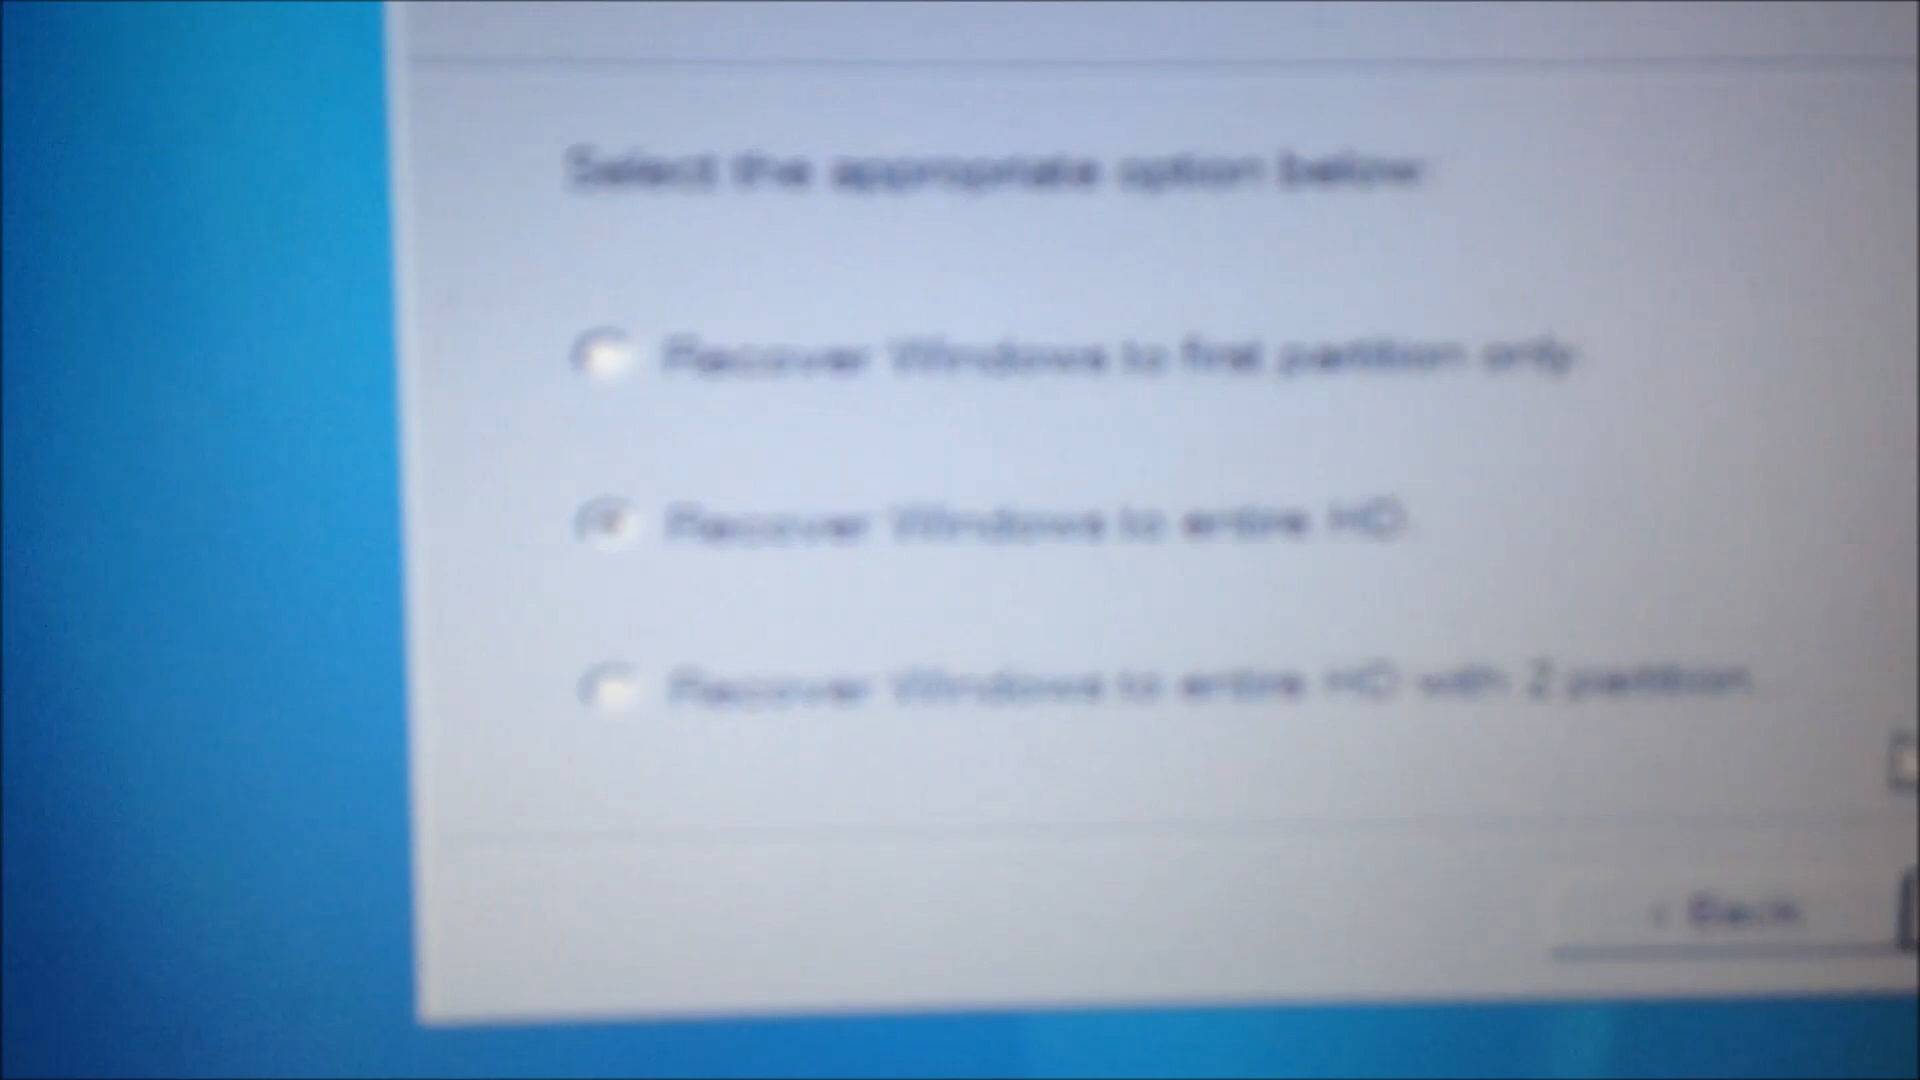 Select the appropriate option below:
Recover Windows to first partition only.
Recover Windows to entire HD.
Recover Windows to entire HD with 2 partition.
< Back